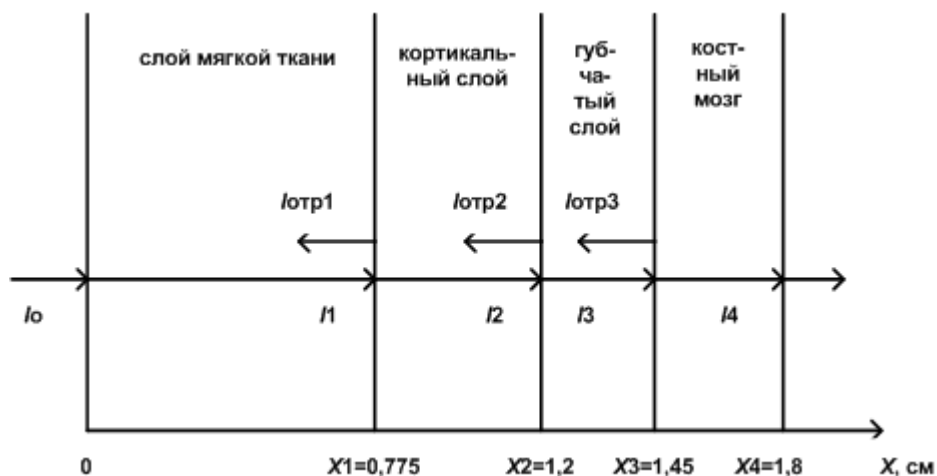 слой мягкой ткани
кортикаль-
ный слой
губ-
ча-
тый
слой
кост-
ный
мозг
Iотр1
Iотр2
Iотр3
Iо
I1
I2
I3
I4
0
X1=0,775
X2=1,2
X3=1,45
X4=1,8
X, см